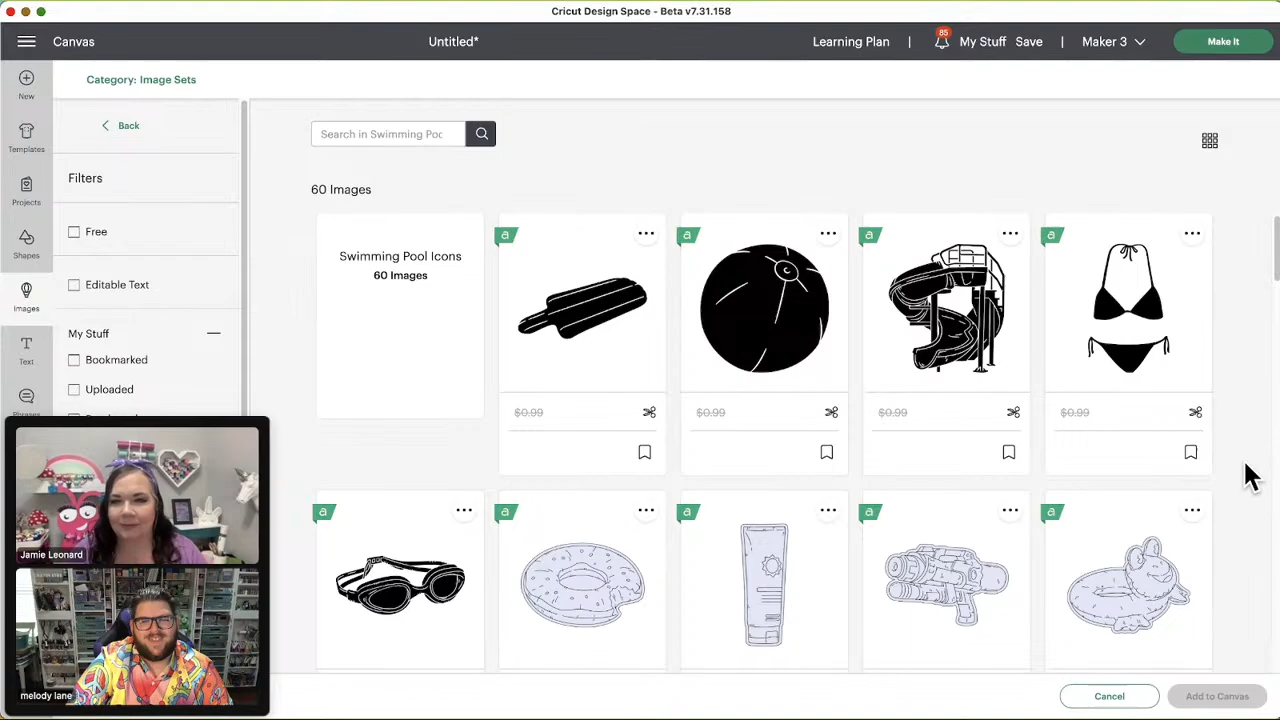 Cricut Design Space - Beta v7.31.158
Canvas
Untitled*
Learning Plan | 85 My Stuff Save | Maker 3
Make It
New
Templates
Projects
Shapes
Images
Text
Category: Image Sets
Back
Filters
Free
Editable Text
My Stuff
Bookmarked
Uploaded
Search in Swimming Poc
60 Images
Swimming Pool Icons
60 Images
a
a
a
a
$0.99
$0.99
$0.99
$0.99
a
a
a
a
a
Jamie Leonard
melody lane
Cancel
Add to Canvas